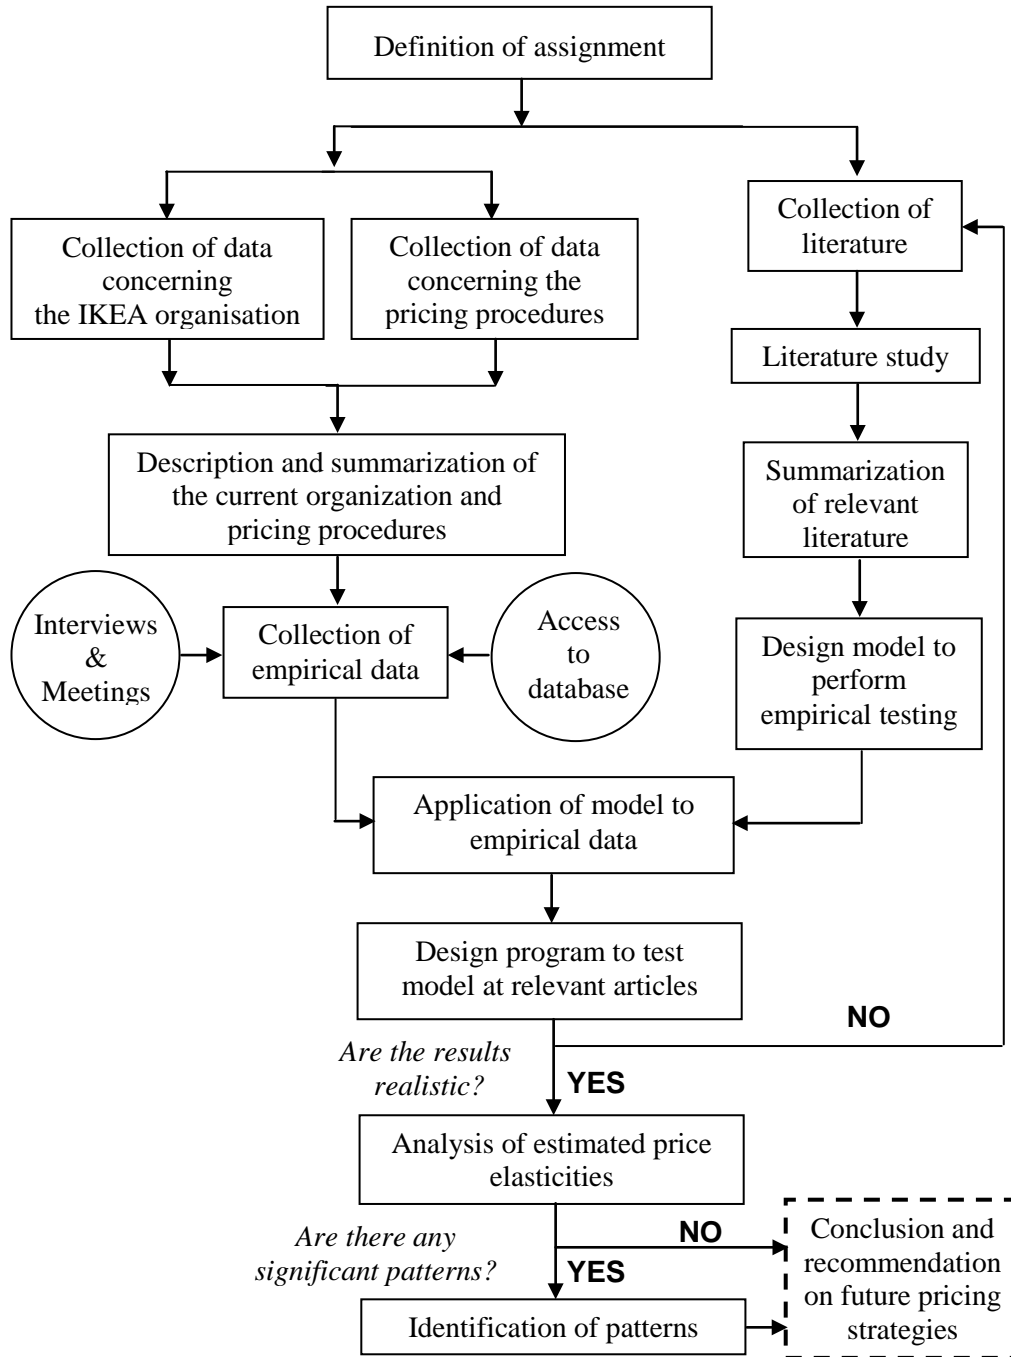 Definition of assignment
Collection of data
concerning
the IKEA organisation
Collection of data
concerning the
pricing procedures
Collection of
literature
Literature study
Description and summarization of
the current organization and
pricing procedures
Summarization
of relevant
literature
Interviews
&
Meetings
Collection of
empirical data
Access
to
database
Design model to
perform
empirical testing
Application of model to
empirical data
Design program to test
model at relevant articles
NO
Are the results
realistic?
YES
Analysis of estimated price
elasticities
Are there any
significant patterns?
NO
YES
Identification of patterns
Conclusion and
recommendation
on future pricing
strategies